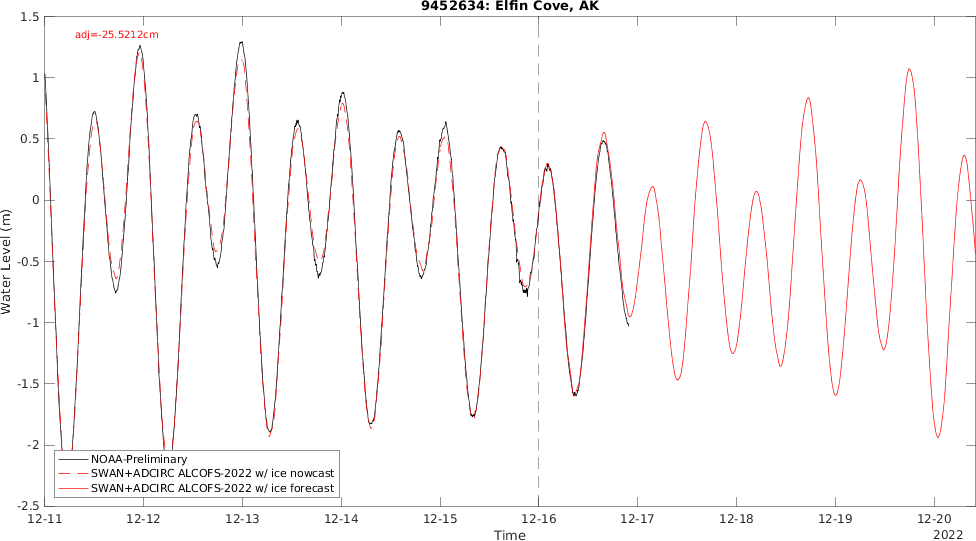 9452634: Elfin Cove, AK
adj=-25.5212cm
1.5
1
0.5
0
-0.5
-1
-1.5
-2
-2.5
Water Level (m)
NOAA-Preliminary
SWAN+ADCIRC ALCOFS-2022 w/ ice nowcast
SWAN+ADCIRC ALCOFS-2022 w/ ice forecast
12-11 12-12 12-13 12-14 12-15 12-16 12-17 12-18 12-19 12-20
Time
2022